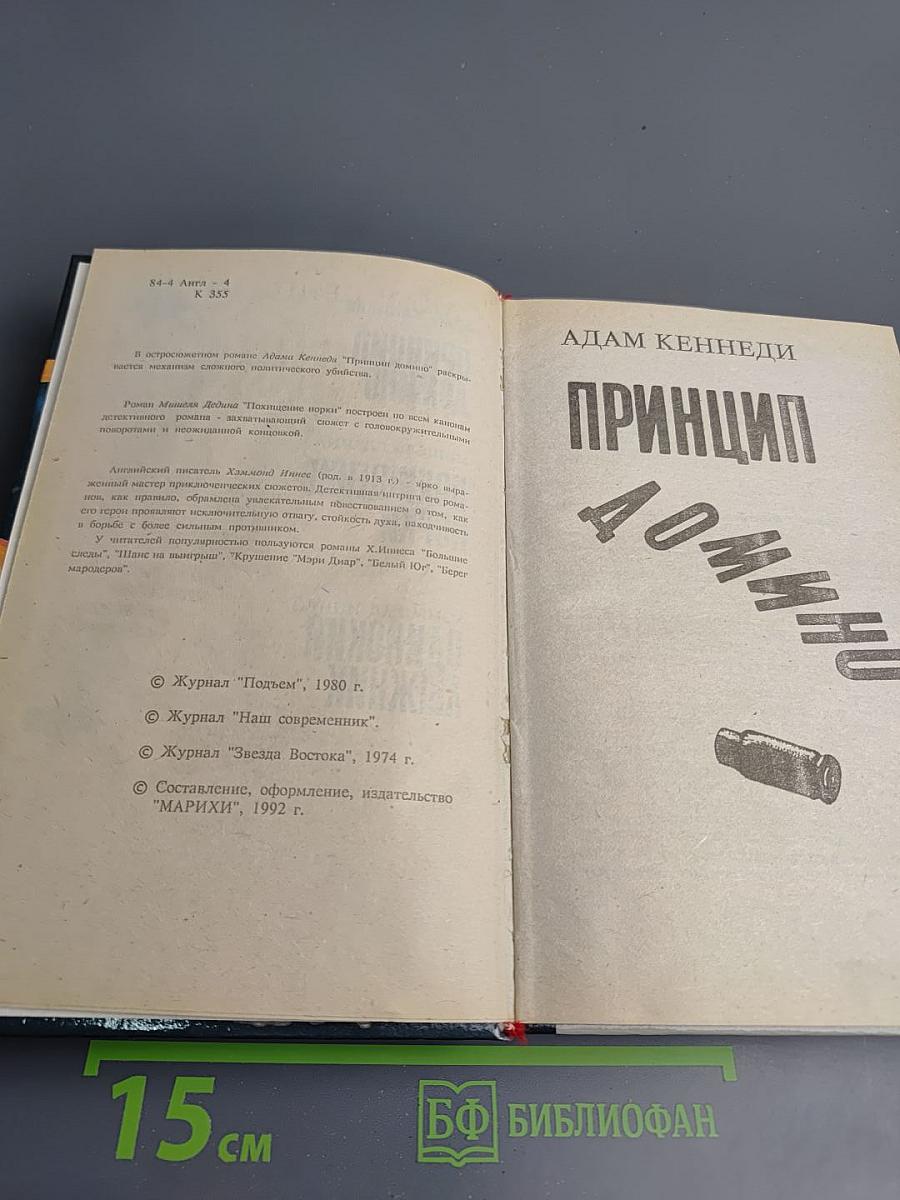 84-4 Англ - 4
К 355
В остросюжетном романе Адама Кеннеди "Принцип домино" раскры-
вается механизм сложного политического убийства.
Роман Мишеля Дедина "Похищение норки" построен по всем канонам
детективного романа - захватывающий сюжет с головокружительными
поворотами и неожиданной концовкой.
Английский писатель Хэммонд Иннес (род. в 1913 г.) - ярко выра-
женный мастер приключенческих сюжетов. Детективная интрига его рома-
нов, как правило, обрамлена увлекательным повествованием о том, как
его герои проявляют исключительную отвагу, стойкость духа, находчивость
в борьбе с более сильным противником.
У читателей популярностью пользуются романы Х.Иннеса "Большие
следы", "Шанс на выигрыш", "Крушение "Мэри Диар", "Белый Юг", "Берег
мародеров".
© Журнал "Подъем", 1980 г.
© Журнал "Наш современник".
© Журнал "Звезда Востока", 1974 г.
© Составление, оформление, издательство
"МАРИХИ", 1992 г.
АДАМ КЕННЕДИ
ПРИНЦИП
ДОМИНО
15 см
БФ БИБЛИОФАН